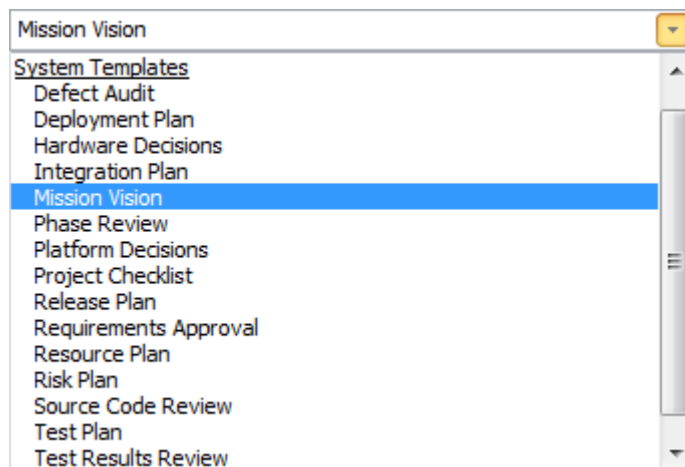 Mission Vision
System Templates
Defect Audit
Deployment Plan
Hardware Decisions
Integration Plan
Mission Vision
Phase Review
Platform Decisions
Project Checklist
Release Plan
Requirements Approval
Resource Plan
Risk Plan
Source Code Review
Test Plan
Test Results Review